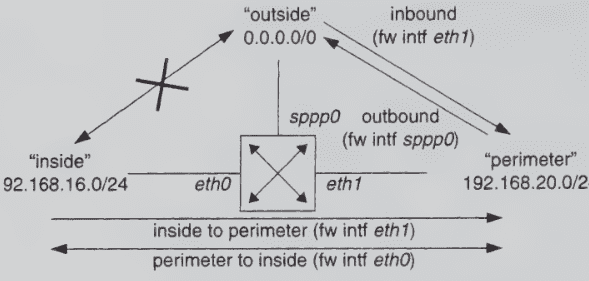 “outside”
0.0.0.0/0
inbound
(fw intf eth1)
sppp0
outbound
(fw intf sppp0)
“inside”
92.168.16.0/24
eth0
eth1
“perimeter”
192.168.20.0/2
inside to perimeter (fw intf eth1)
perimeter to inside (fw intf eth0)